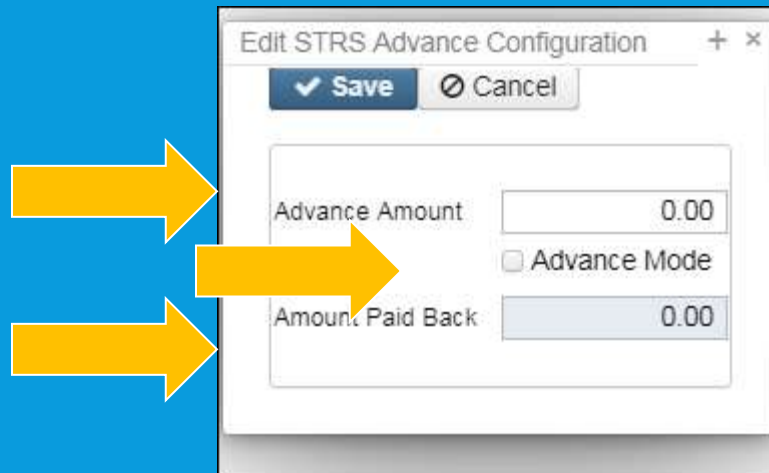 Edit STRS Advance Configuration
Save Cancel
Advance Amount 0.00
Advance Mode
Amount Paid Back 0.00